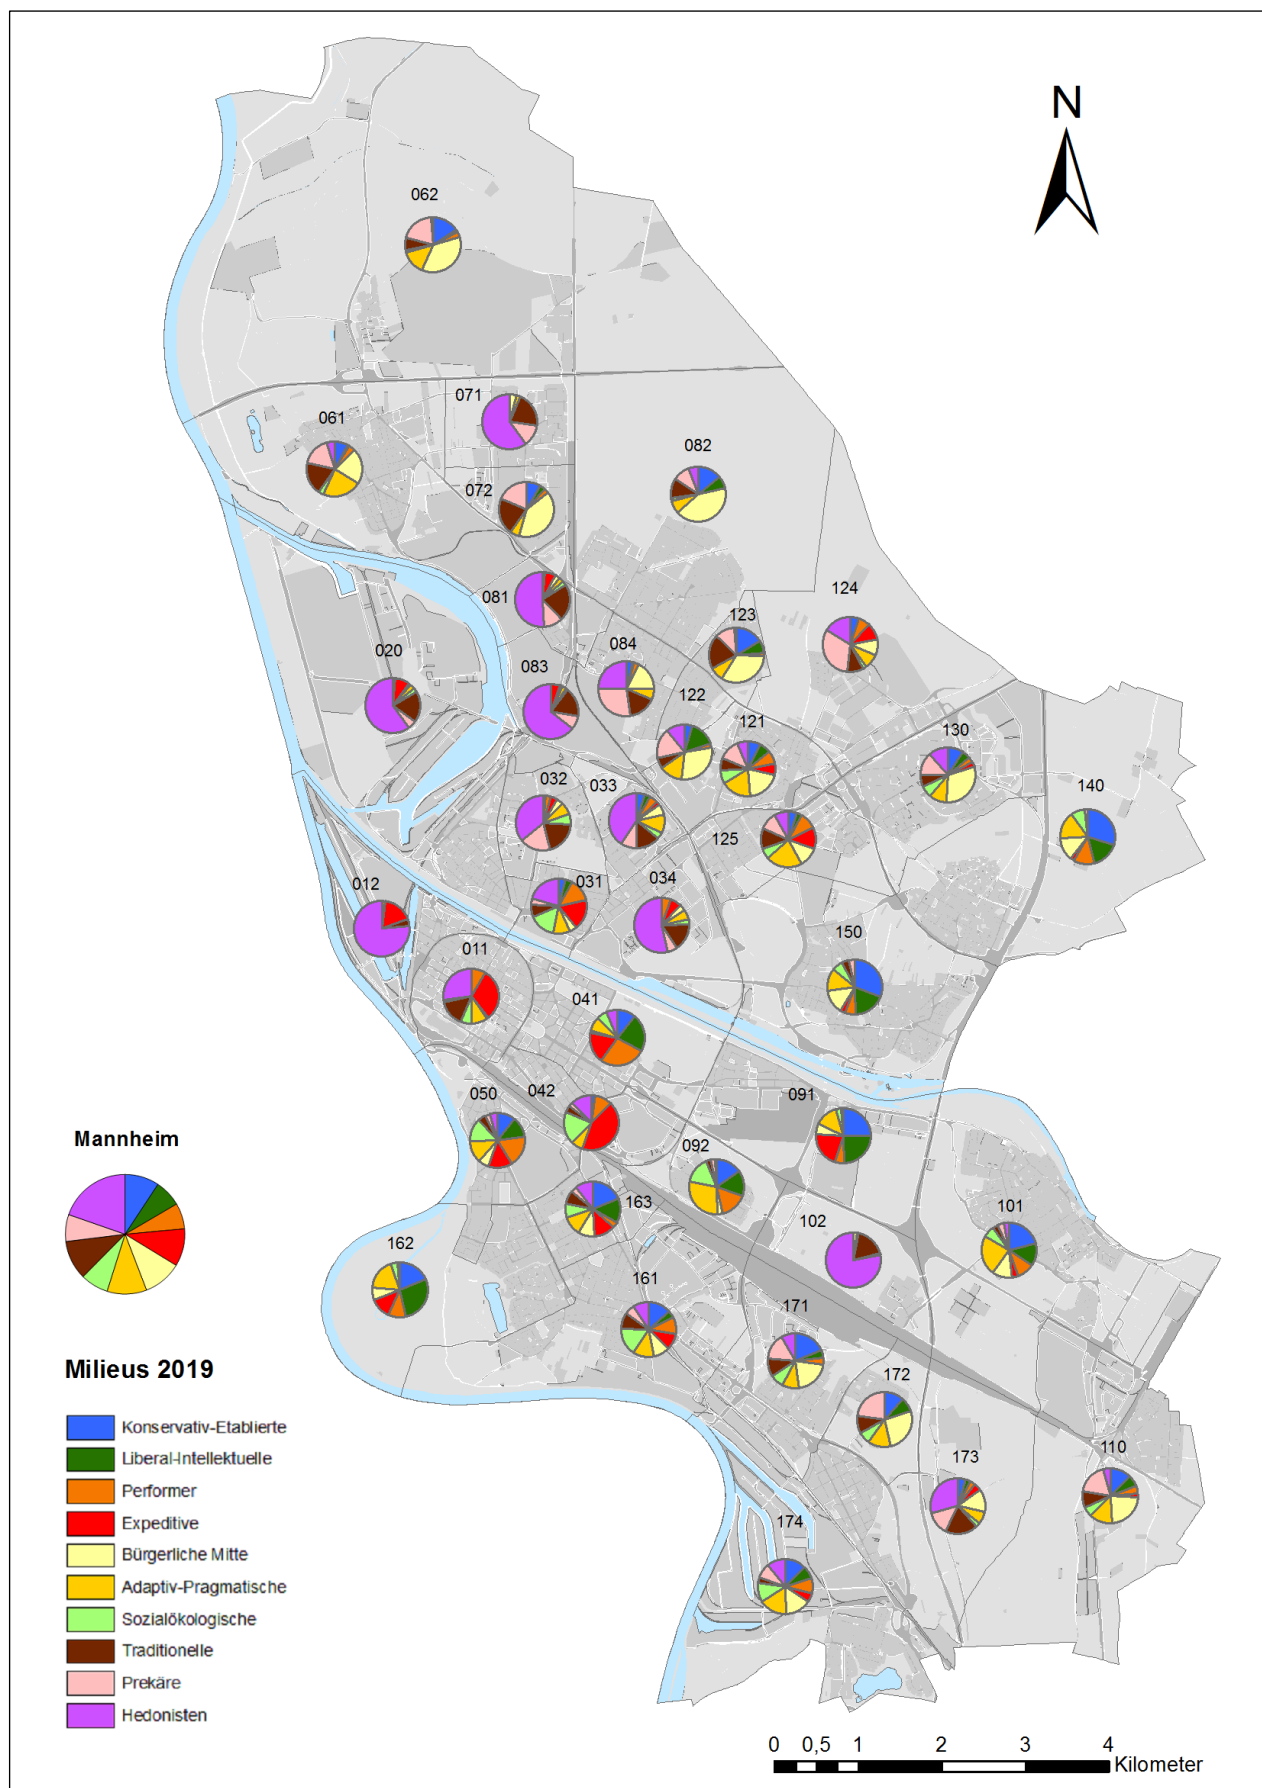 N
062
071
061
082
072
081
124
123
084
020
083
122
121
130
032
033
140
125
031
034
012
150
011
041
050
042
091
092
163
102
101
Mannheim
162
161
171
172
Milieus 2019
173
110
174
Konservativ-Etablierte
Liberal-Intellektuelle
Performer
Expeditive
Bürgerliche Mitte
Adaptiv-Pragmatische
Sozialökologische
Traditionelle
Prekäre
Hedonisten
0 0,5 1 2 3 4
Kilometer